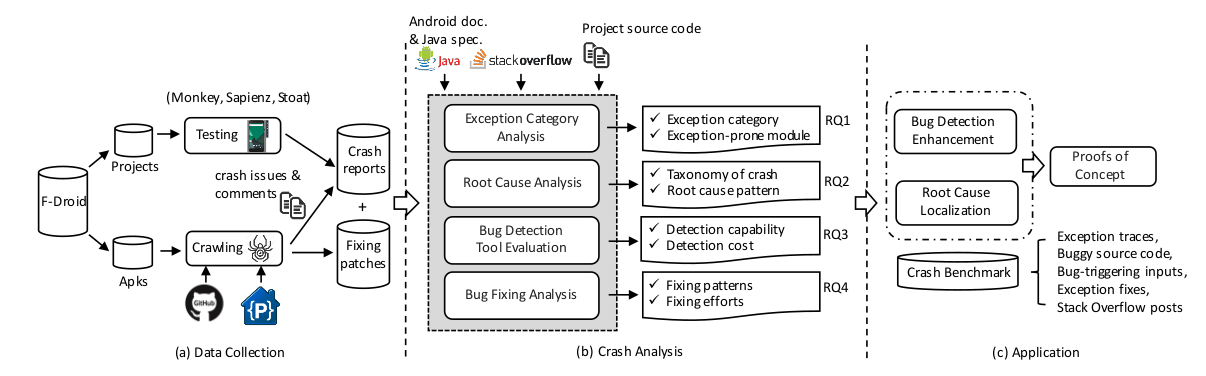 (Monkey, Sapienz, Stoat)
F-Droid
Projects
Testing
crash issues &
comments
Crash
reports
+
Apks
Crawling
Fixing
patches
GitHub
{P}
(a) Data Collection
Android doc.
& Java spec.
Java
stackoverflow
Project source code
Exception Category
Analysis
✓ Exception category
✓ Exception-prone module
RQ1
Root Cause Analysis
✓ Taxonomy of crash
✓ Root cause pattern
RQ2
Bug Detection
Tool Evaluation
✓ Detection capability
✓ Detection cost
RQ3
Bug Fixing Analysis
✓ Fixing patterns
✓ Fixing efforts
RQ4
(b) Crash Analysis
Bug Detection
Enhancement
Root Cause
Localization
Proofs of
Concept
Crash Benchmark
Exception traces,
Buggy source code,
Bug-triggering inputs,
Exception fixes,
Stack Overflow posts
(c) Application